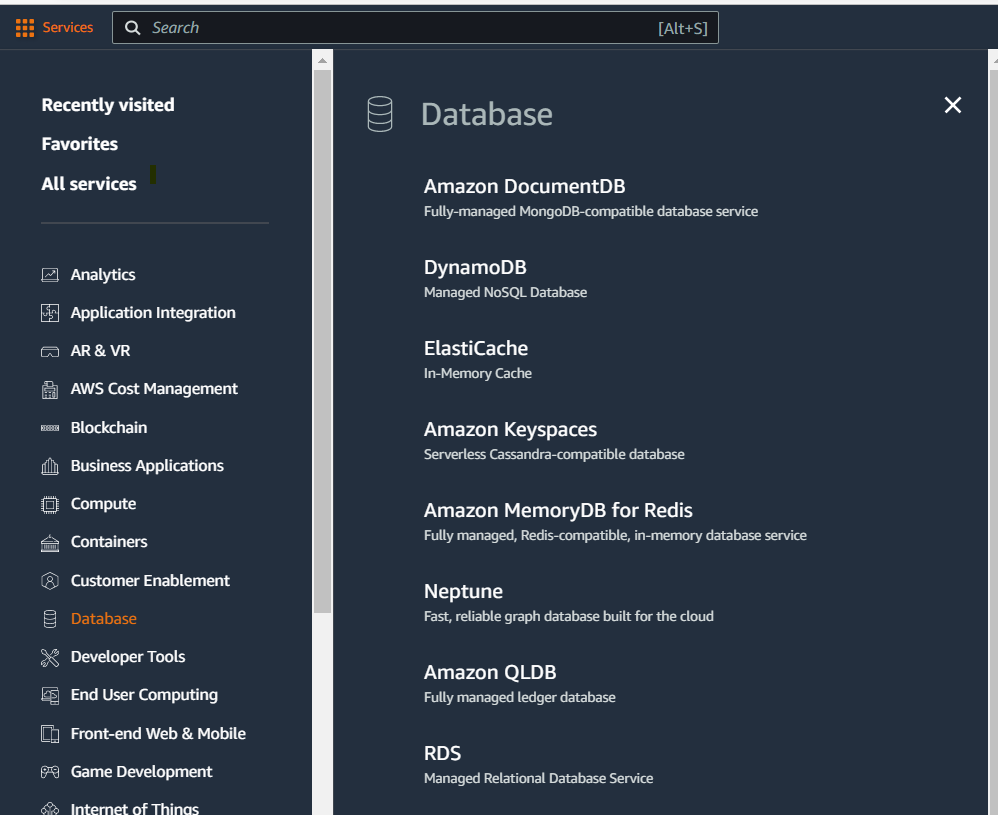 Services
Search
[Alt+S]
Recently visited
Favorites
All services
Analytics
Application Integration
AR & VR
AWS Cost Management
Blockchain
Business Applications
Compute
Containers
Customer Enablement
Database
Developer Tools
End User Computing
Front-end Web & Mobile
Game Development
Internet of Things
Database
Amazon DocumentDB
Fully-managed MongoDB-compatible database service
DynamoDB
Managed NoSQL Database
ElastiCache
In-Memory Cache
Amazon Keyspaces
Serverless Cassandra-compatible database
Amazon MemoryDB for Redis
Fully managed, Redis-compatible, in-memory database service
Neptune
Fast, reliable graph database built for the cloud
Amazon QLDB
Fully managed ledger database
RDS
Managed Relational Database Service